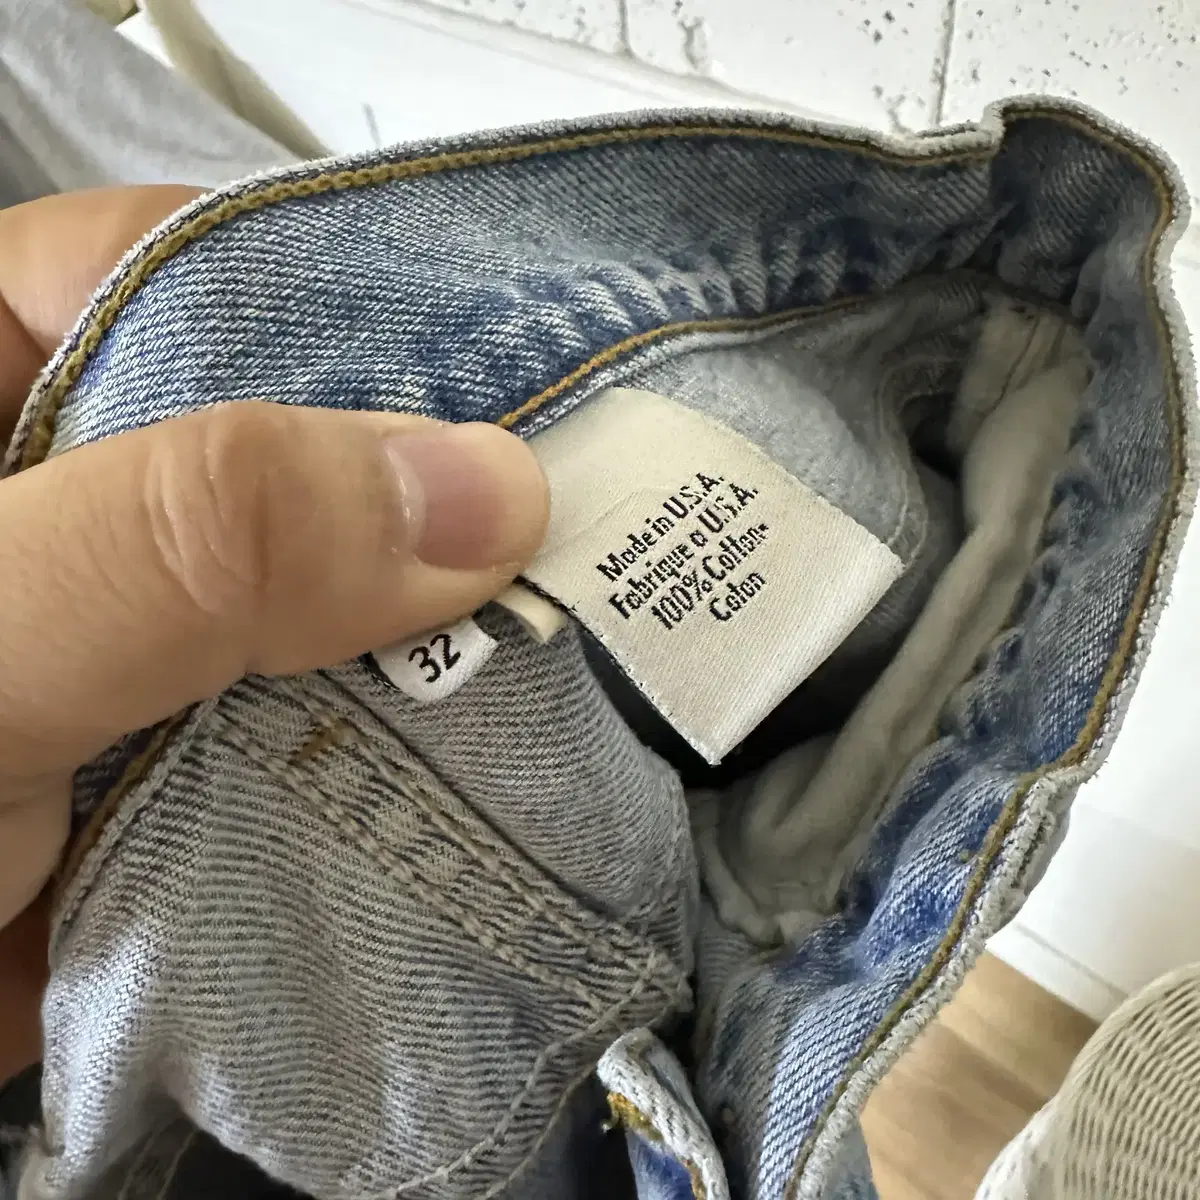 Made in U.S.A.
Fabrique a U.S.A.
100% Cotton-
Coton
32